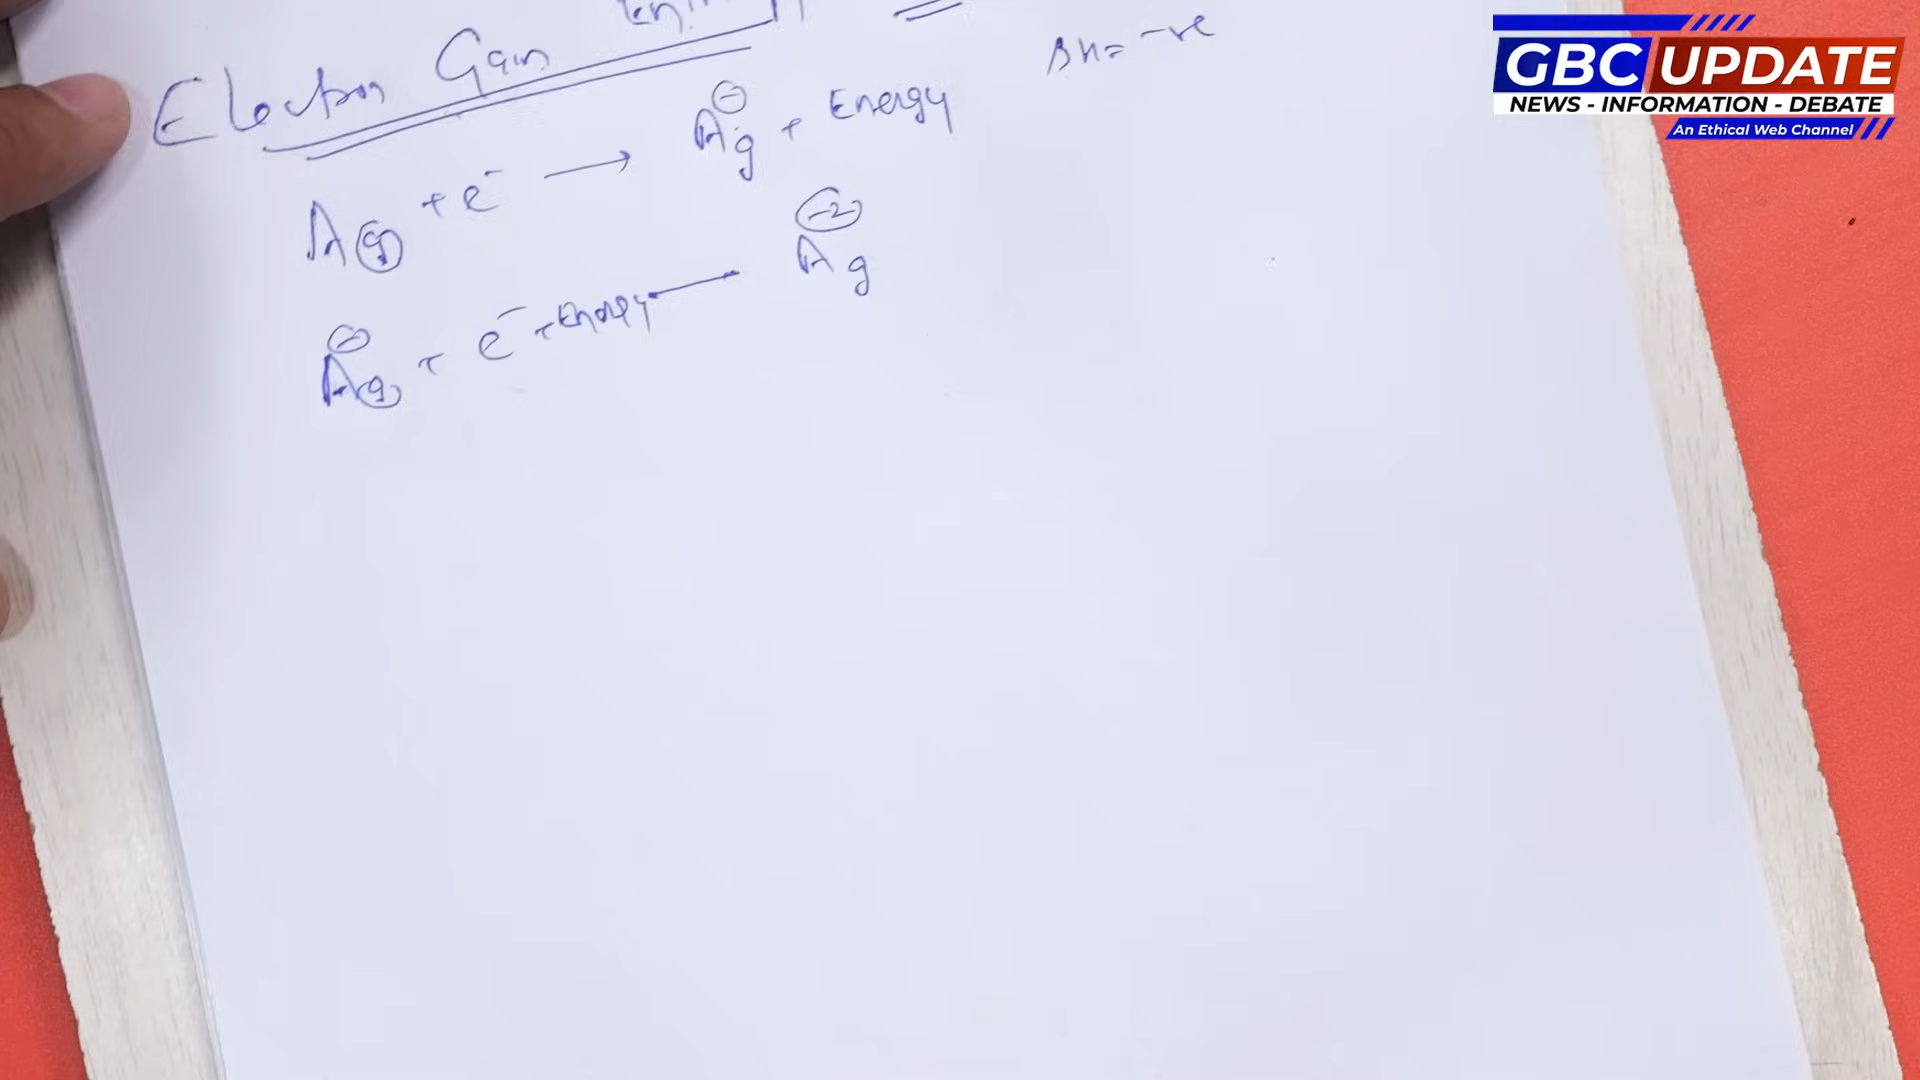 Electron Gain
ΔH = -ve
A(g) + e⁻ → A⁻g + Energy
A⁻(g) + e⁻ + Energy → A⁻²g
GBC UPDATE
NEWS - INFORMATION - DEBATE
An Ethical Web Channel